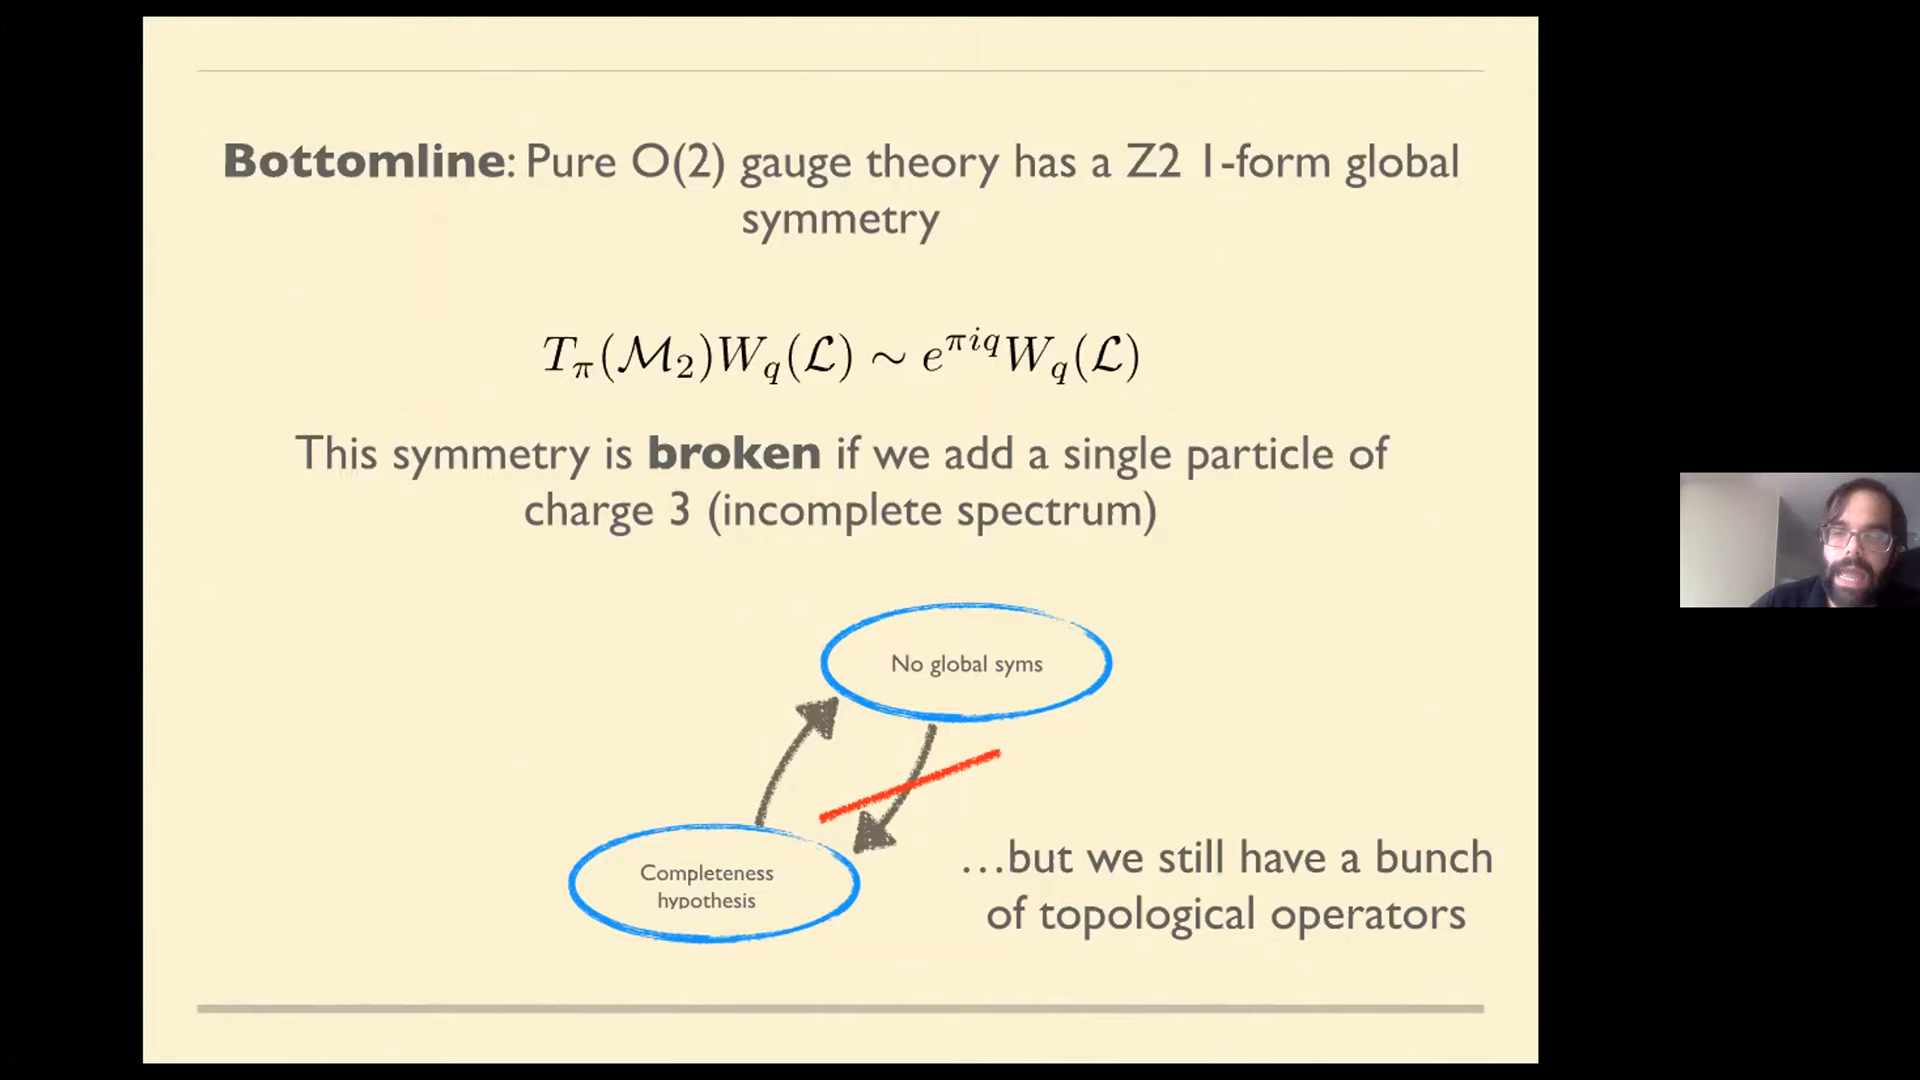 Bottomline: Pure O(2) gauge theory has a Z2 1-form global
symmetry
T_π(ℳ₂)W_q(ℒ) ∼ e^{πiq}W_q(ℒ)
This symmetry is broken if we add a single particle of
charge 3 (incomplete spectrum)
No global syms
Completeness
hypothesis
…but we still have a bunch
of topological operators